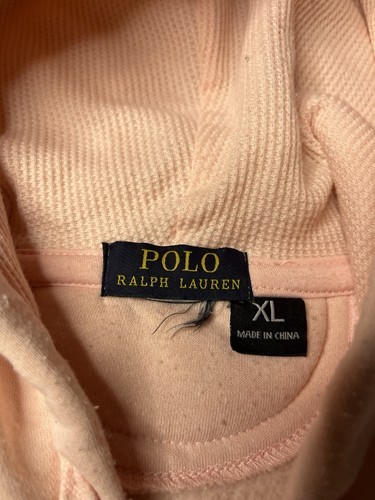 POLO
RALPH LAUREN
XL
MADE IN CHINA